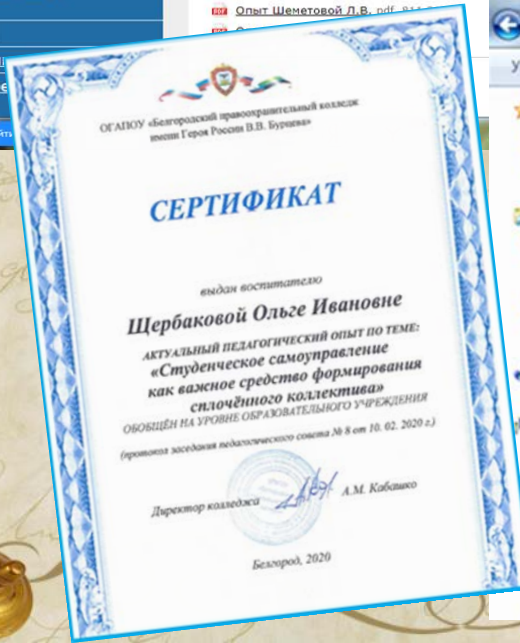 Опыт Шеметовой Л.В. pdf
ОГАПОУ «Белгородский правоохранительный колледж
имени Героя России В.В. Бурцева»
СЕРТИФИКАТ
выдан воспитателю
Щербаковой Ольге Ивановне
АКТУАЛЬНЫЙ ПЕДАГОГИЧЕСКИЙ ОПЫТ ПО ТЕМЕ:
«Студенческое самоуправление
как важное средство формирования
сплочённого коллектива»
ОБОБЩЁН НА УРОВНЕ ОБРАЗОВАТЕЛЬНОГО УЧРЕЖДЕНИЯ
(протокол заседания педагогического совета № 8 от 10. 02. 2020 г.)
Директор колледжа А.М. Кабашко
Белгород, 2020